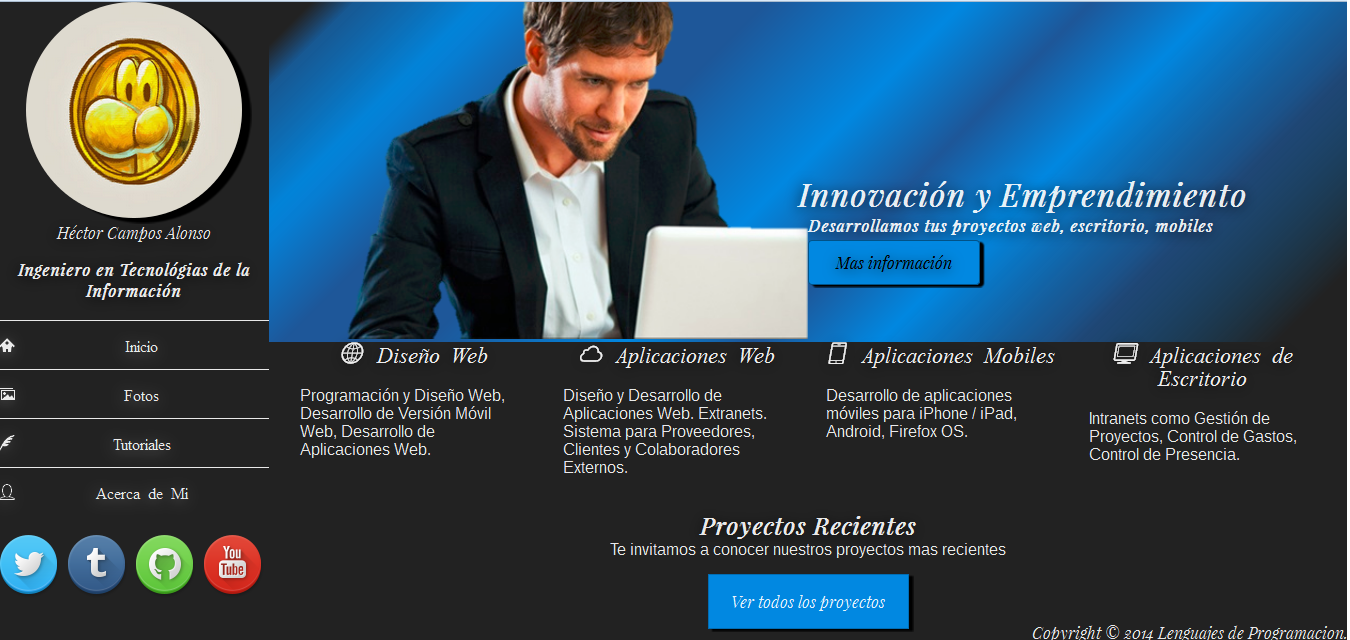 Héctor Campos Alonso
Ingeniero en Tecnológias de la
Información
Inicio
Fotos
Tutoriales
Acerca de Mi
t
You
Tube
Innovación y Emprendimiento
Desarrollamos tus proyectos web, escritorio, mobiles
Mas información
Diseño Web
Programación y Diseño Web,
Desarrollo de Versión Móvil
Web, Desarrollo de
Aplicaciones Web.
Aplicaciones Web
Diseño y Desarrollo de
Aplicaciones Web. Extranets.
Sistema para Proveedores,
Clientes y Colaboradores
Externos.
Aplicaciones Mobiles
Desarrollo de aplicaciones
móviles para iPhone / iPad,
Android, Firefox OS.
Aplicaciones de
Escritorio
Intranets como Gestión de
Proyectos, Control de Gastos,
Control de Presencia.
Proyectos Recientes
Te invitamos a conocer nuestros proyectos mas recientes
Ver todos los proyectos
Copyright © 2014 Lenguajes de Programacion.